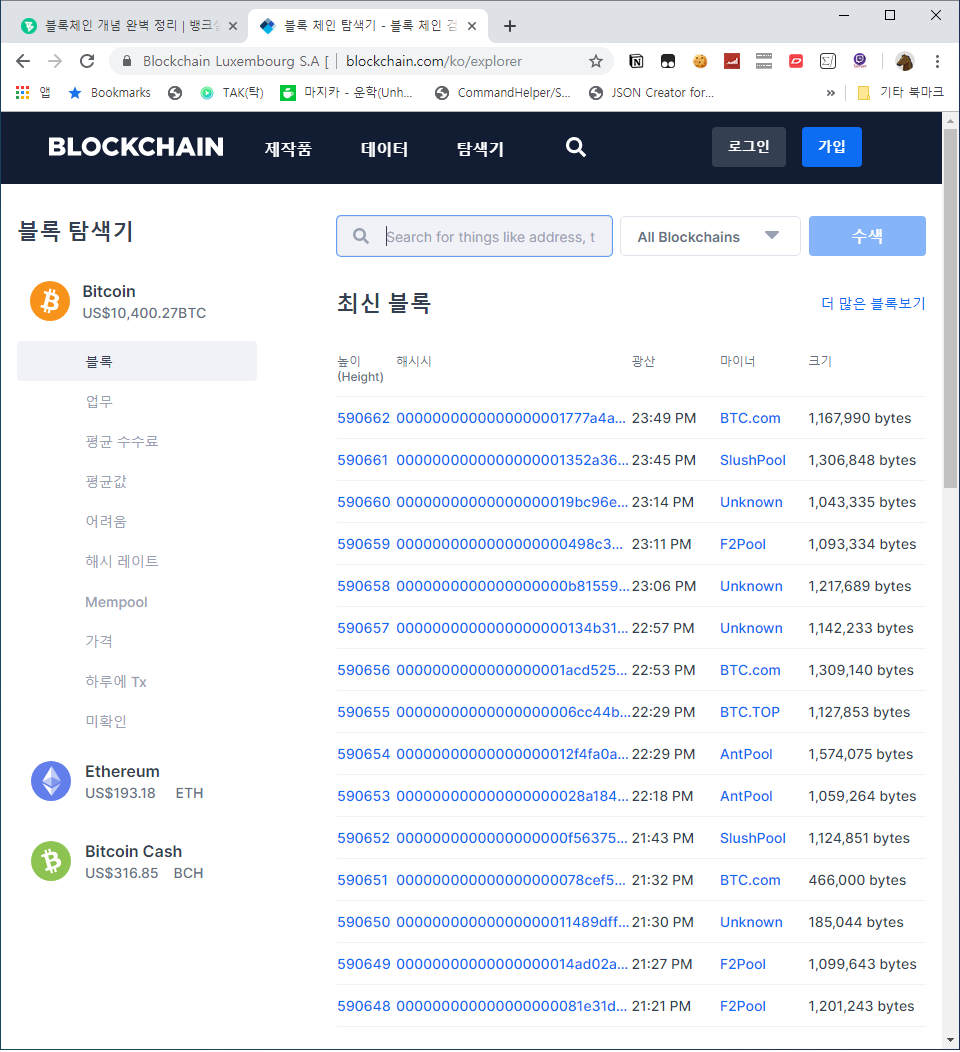 블록체인 개념 완벽 정리 | 뱅크
블록 체인 탐색기 - 블록 체인 검
Blockchain Luxembourg S.A [ | blockchain.com/ko/explorer
앱 Bookmarks TAK(탁) 마지카 - 운학(Unh... CommandHelper/S... JSON Creator for... » 기타 북마크
BLOCKCHAIN 제작품 데이터 탐색기 로그인 가입
블록 탐색기
Bitcoin
US$10,400.27BTC
블록
업무
평균 수수료
평균값
어려움
해시 레이트
Mempool
가격
하루에 Tx
미확인
Ethereum
US$193.18 ETH
Bitcoin Cash
US$316.85 BCH
Search for things like address, t All Blockchains 수색
최신 블록 더 많은 블록보기
높이 해시시 광산 마이너 크기
(Height)
590662 0000000000000000001777a4a... 23:49 PM BTC.com 1,167,990 bytes
590661 0000000000000000001352a36... 23:45 PM SlushPool 1,306,848 bytes
590660 00000000000000000019bc96e... 23:14 PM Unknown 1,043,335 bytes
590659 0000000000000000000498c3... 23:11 PM F2Pool 1,093,334 bytes
590658 0000000000000000000b81559... 23:06 PM Unknown 1,217,689 bytes
590657 0000000000000000000134b31... 22:57 PM Unknown 1,142,233 bytes
590656 0000000000000000001acd525... 22:53 PM BTC.com 1,309,140 bytes
590655 00000000000000000006cc44b... 22:29 PM BTC.TOP 1,127,853 bytes
590654 00000000000000000012f4fa0a... 22:29 PM AntPool 1,574,075 bytes
590653 000000000000000000028a184... 22:18 PM AntPool 1,059,264 bytes
590652 0000000000000000000f56375... 21:43 PM SlushPool 1,124,851 bytes
590651 000000000000000000078cef5... 21:32 PM BTC.com 466,000 bytes
590650 00000000000000000011489dff... 21:30 PM Unknown 185,044 bytes
590649 00000000000000000014ad02a... 21:27 PM F2Pool 1,099,643 bytes
590648 000000000000000000081e31d... 21:21 PM F2Pool 1,201,243 bytes